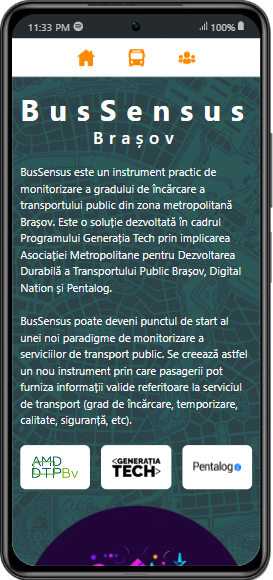 11:33 PM 100%
BusSensus
Brașov
BusSensus este un instrument practic de
monitorizare a gradului de încărcare a
transportului public din zona metropolitană
Brașov. Este o soluție dezvoltată în cadrul
Programului Generația Tech prin implicarea
Asociației Metropolitane pentru Dezvoltarea
Durabilă a Transportului Public Brașov, Digital
Nation și Pentalog.
BusSensus poate deveni punctul de start al
unei noi paradigme de monitorizare a
serviciilor de transport public. Se creează astfel
un nou instrument prin care pasagerii pot
furniza informații valide referitoare la serviciul
de transport (grad de încărcare, temporizare,
calitate, siguranță, etc).
AMD
DTPBv
<GENERAȚIA
TECH>
Pentalog